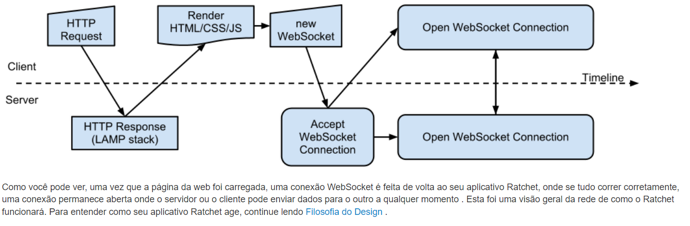 HTTP
Request
Render
HTML/CSS/JS
new
WebSocket
Open WebSocket Connection
Client
Timeline
Server
HTTP Response
(LAMP stack)
Accept
WebSocket
Connection
Open WebSocket Connection
Como você pode ver, uma vez que a página da web foi carregada, uma conexão WebSocket é feita de volta ao seu aplicativo Ratchet, onde se tudo correr corretamente,
uma conexão permanece aberta onde o servidor ou o cliente pode enviar dados para o outro a qualquer momento . Esta foi uma visão geral da rede de como o Ratchet
funcionará. Para entender como seu aplicativo Ratchet age, continue lendo Filosofia do Design .